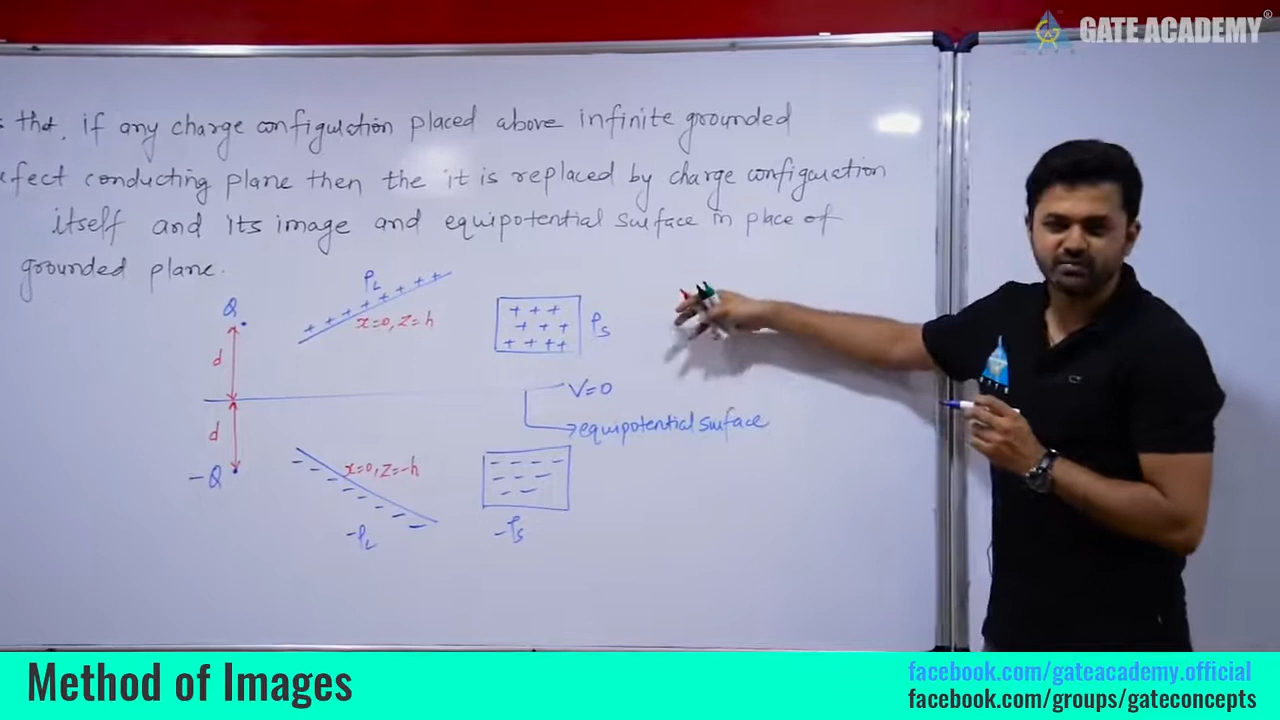 GATE ACADEMY®
that, if any charge configuration placed above infinite grounded
fect conducting plane then the it is replaced by charge configuration
itself and its image and equipotential surface in place of
grounded plane.
Q
d
d
-Q
ρL
x=0, z=h
x=0, z=-h
-ρL
+ + +
+ + +
+ + + +
ρs
V=0
equipotential surface
- - - -
- - -
- - -
-ρs
Method of Images
facebook.com/gateacademy.official
facebook.com/groups/gateconcepts